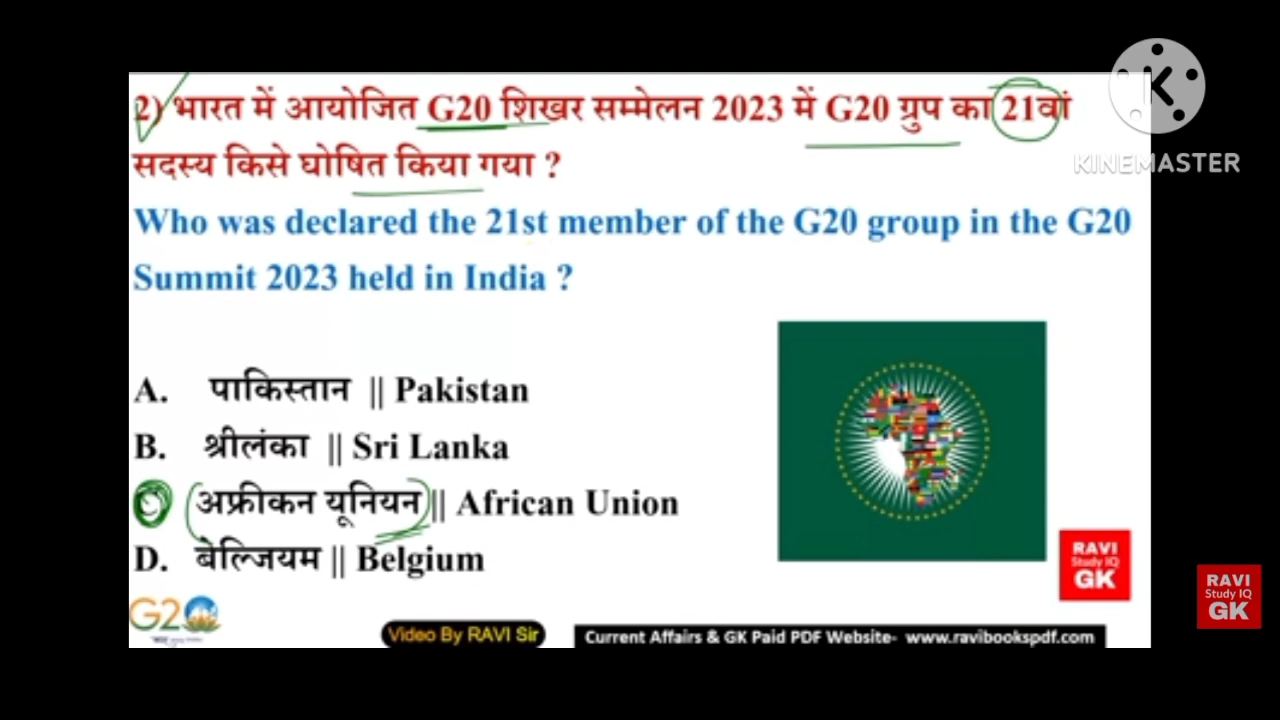 2) भारत में आयोजित G20 शिखर सम्मेलन 2023 में G20 ग्रुप का 21वां
सदस्य किसे घोषित किया गया ?
Who was declared the 21st member of the G20 group in the G20
Summit 2023 held in India ?
A. पाकिस्तान || Pakistan
B. श्रीलंका || Sri Lanka
अफ्रीकन यूनियन || African Union
D. बेल्जियम || Belgium
G20
Video By RAVI Sir
Current Affairs & GK Paid PDF Website- www.ravibookspdf.com
RAVI
Study IQ
GK
RAVI
Study IQ
GK
K
KINEMASTER